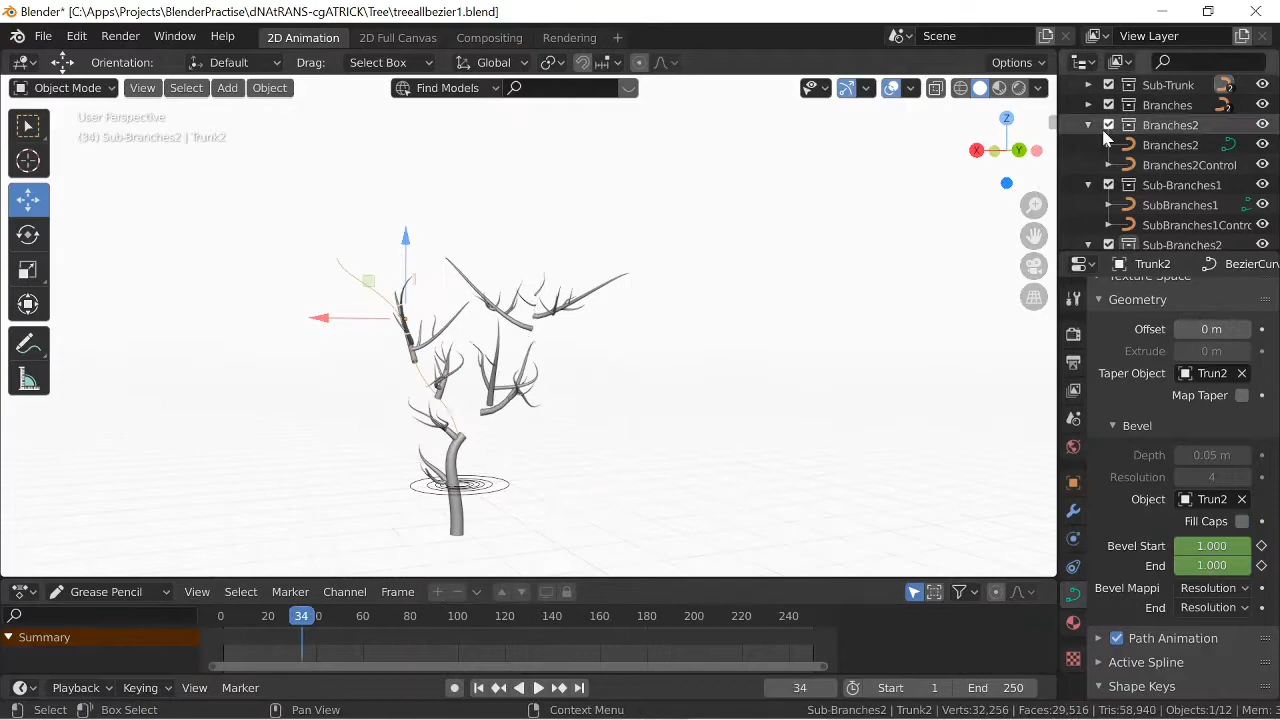 Blender* [C:\Apps\Projects\BlenderPractise\dNAtRANS-cgATRICK\Tree\treeallbezier1.blend]
File Edit Render Window Help 2D Animation 2D Full Canvas Compositing Rendering + Scene View Layer
Orientation: Default Drag: Select Box Global Options
Object Mode View Select Add Object Find Models
User Perspective
(34) Sub-Branches2 | Trunk2
Z
X
Y
Sub-Trunk 2
Branches 2
Branches2
Branches2
Branches2Control
Sub-Branches1
SubBranches1
SubBranches1Contro
Sub-Branches2
Trunk2 BezierCurv
Texture Space
Geometry
Offset 0 m
Extrude 0 m
Taper Object Trun2
Map Taper
Bevel
Depth 0.05 m
Resolution 4
Object Trun2
Fill Caps
Bevel Start 1.000
End 1.000
Bevel Mappi Resolution
End Resolution
Path Animation
Active Spline
Shape Keys
Grease Pencil View Select Marker Channel Frame
0 20 34 0 60 80 100 120 140 160 180 200 220 240
Summary
Playback Keying View Marker 34 Start 1 End 250
Select Box Select Pan View Context Menu Sub-Branches2 | Trunk2 | Verts:32,256 | Faces:29,516 | Tris:58,940 | Objects:1/12 | Mem: 3